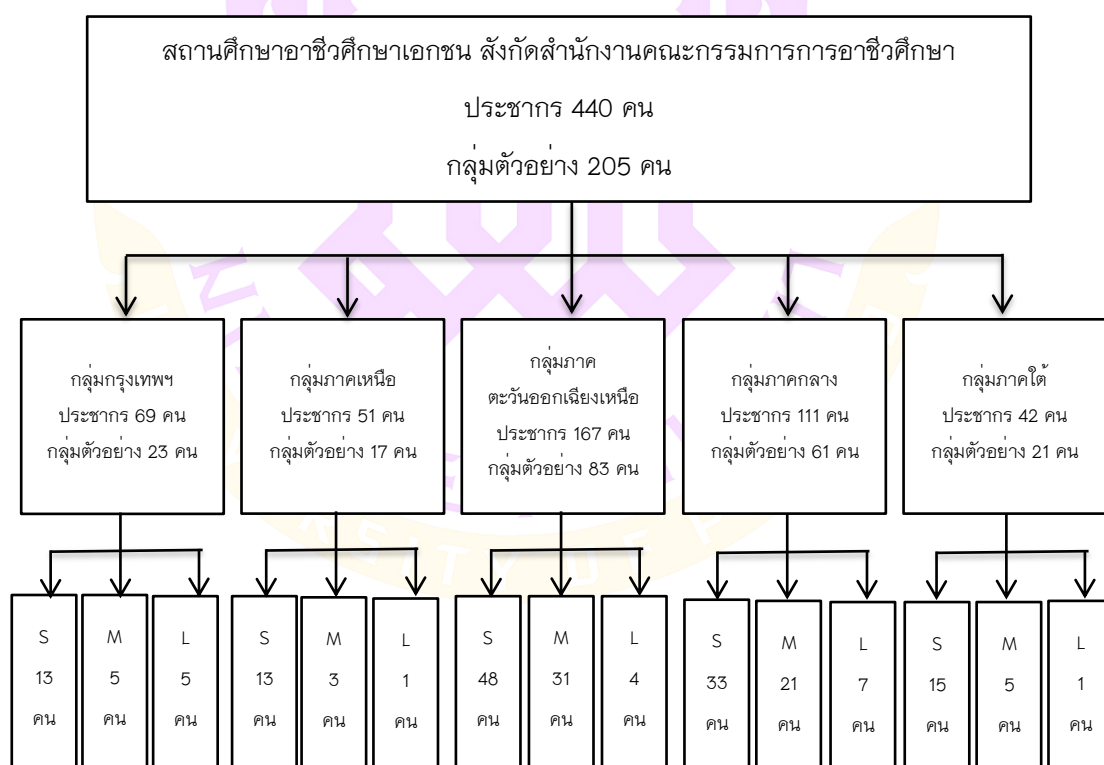 สถานศึกษาอาชีวศึกษาเอกชน สังกัดสำนักงานคณะกรรมการการอาชีวศึกษา
ประชากร 440 คน
กลุ่มตัวอย่าง 205 คน
กลุ่มกรุงเทพฯ
ประชากร 69 คน
กลุ่มตัวอย่าง 23 คน
กลุ่มภาคเหนือ
ประชากร 51 คน
กลุ่มตัวอย่าง 17 คน
กลุ่มภาค
ตะวันออกเฉียงเหนือ
ประชากร 167 คน
กลุ่มตัวอย่าง 83 คน
กลุ่มภาคกลาง
ประชากร 111 คน
กลุ่มตัวอย่าง 61 คน
กลุ่มภาคใต้
ประชากร 42 คน
กลุ่มตัวอย่าง 21 คน
S
13
คน
M
5
คน
L
5
คน
S
13
คน
M
3
คน
L
1
คน
S
48
คน
M
31
คน
L
4
คน
S
33
คน
M
21
คน
L
7
คน
S
15
คน
M
5
คน
L
1
คน